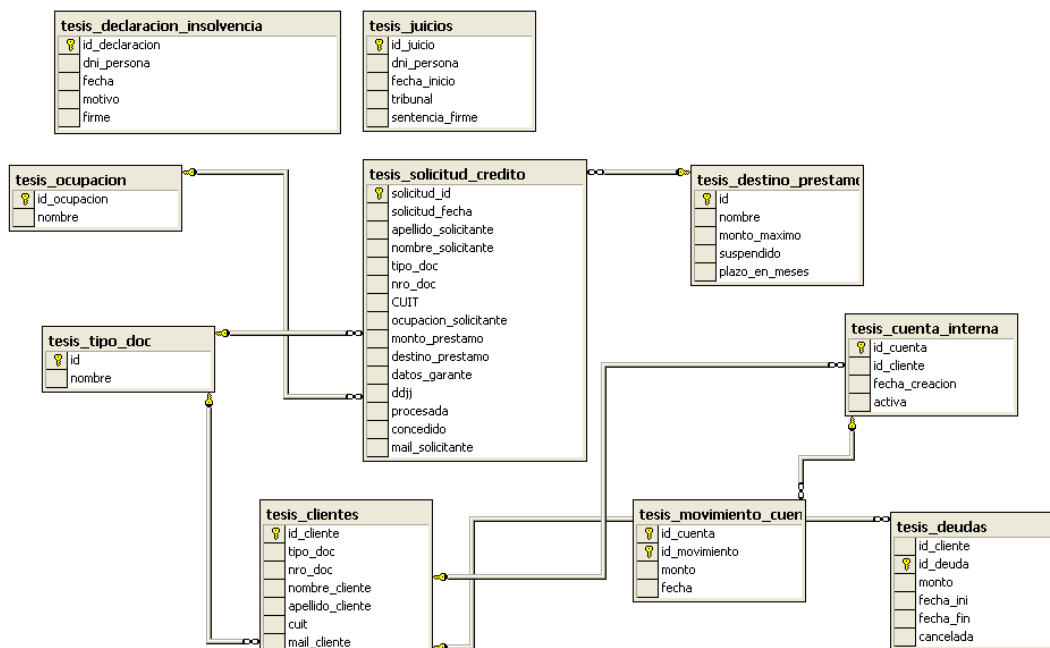 tesis_declaracion_insolvencia
id_declaracion
dni_persona
fecha
motivo
firme
tesis_juicios
id_juicio
dni_persona
fecha_inicio
tribunal
sentencia_firme
tesis_ocupacion
id_ocupacion
nombre
tesis_solicitud_credito
solicitud_id
solicitud_fecha
apellido_solicitante
nombre_solicitante
tipo_doc
nro_doc
CUIT
ocupacion_solicitante
monto_prestamo
destino_prestamo
datos_garante
ddjj
procesada
concedido
mail_solicitante
tesis_destino_prestamo
id
nombre
monto_maximo
suspendido
plazo_en_meses
tesis_tipo_doc
id
nombre
tesis_cuenta_interna
id_cuenta
id_cliente
fecha_creacion
activa
tesis_clientes
id_cliente
tipo_doc
nro_doc
nombre_cliente
apellido_cliente
cuit
mail_cliente
tesis_movimiento_cuen
id_cuenta
id_movimiento
monto
fecha
tesis_deudas
id_cliente
id_deuda
monto
fecha_ini
fecha_fin
cancelada